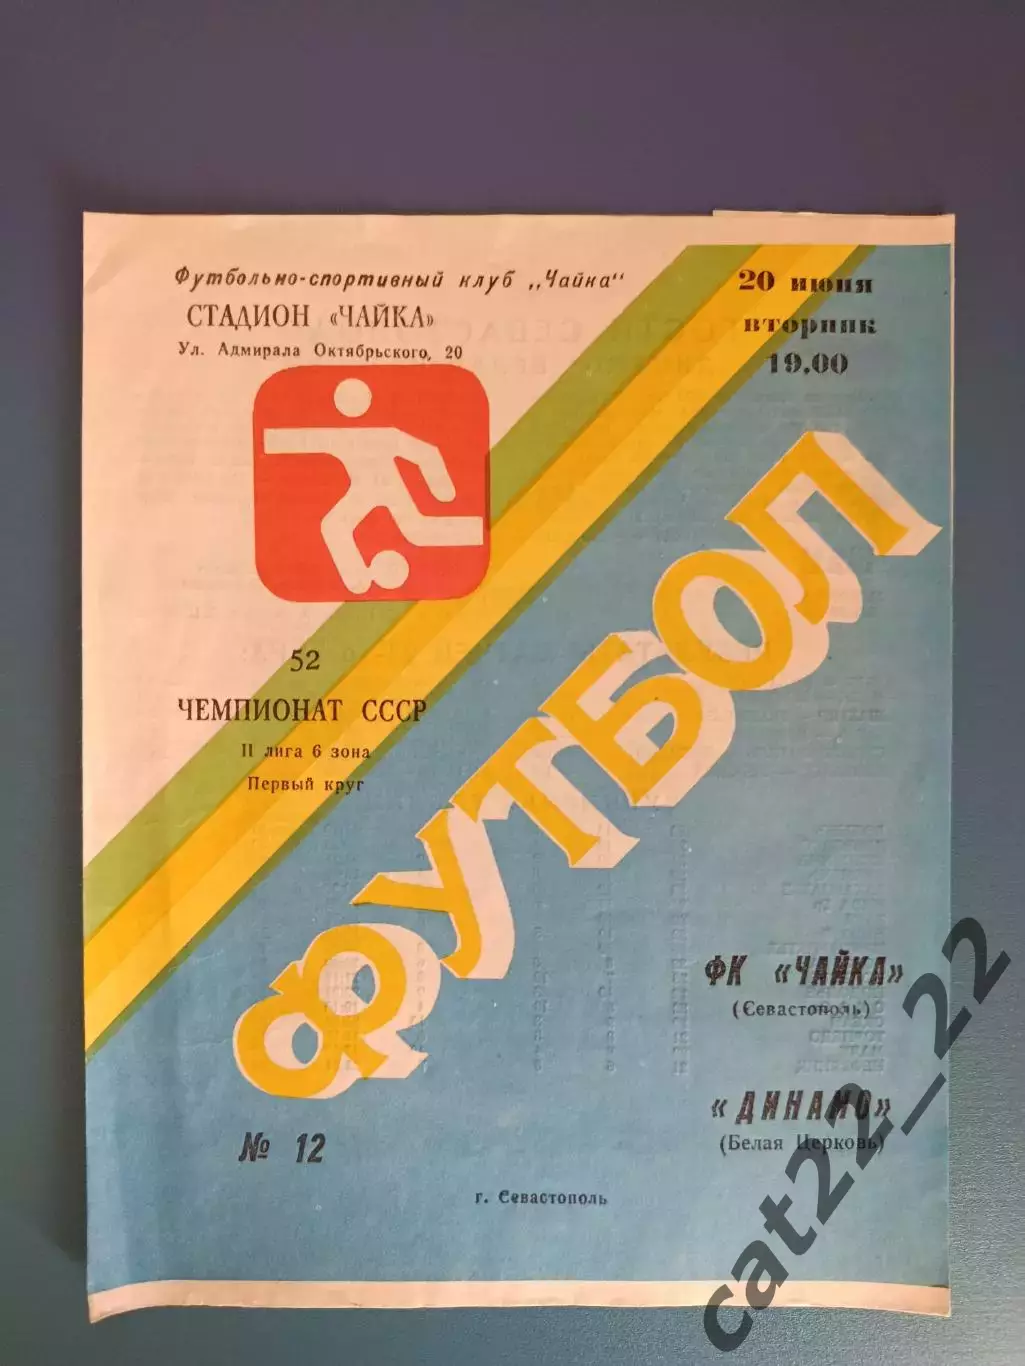 Футбольно-спортивный клуб „Чайка“
СТАДИОН «ЧАЙКА»
Ул. Адмирала Октябрьского, 20
20 июня
вторник
19.00
52
ЧЕМПИОНАТ СССР
II лига 6 зона
Первый круг
ФУТБОЛ
ФК «ЧАЙКА»
(Севастополь)
«ДИНАМО»
(Белая Церковь)
№ 12
г. Севастополь
cat22_22